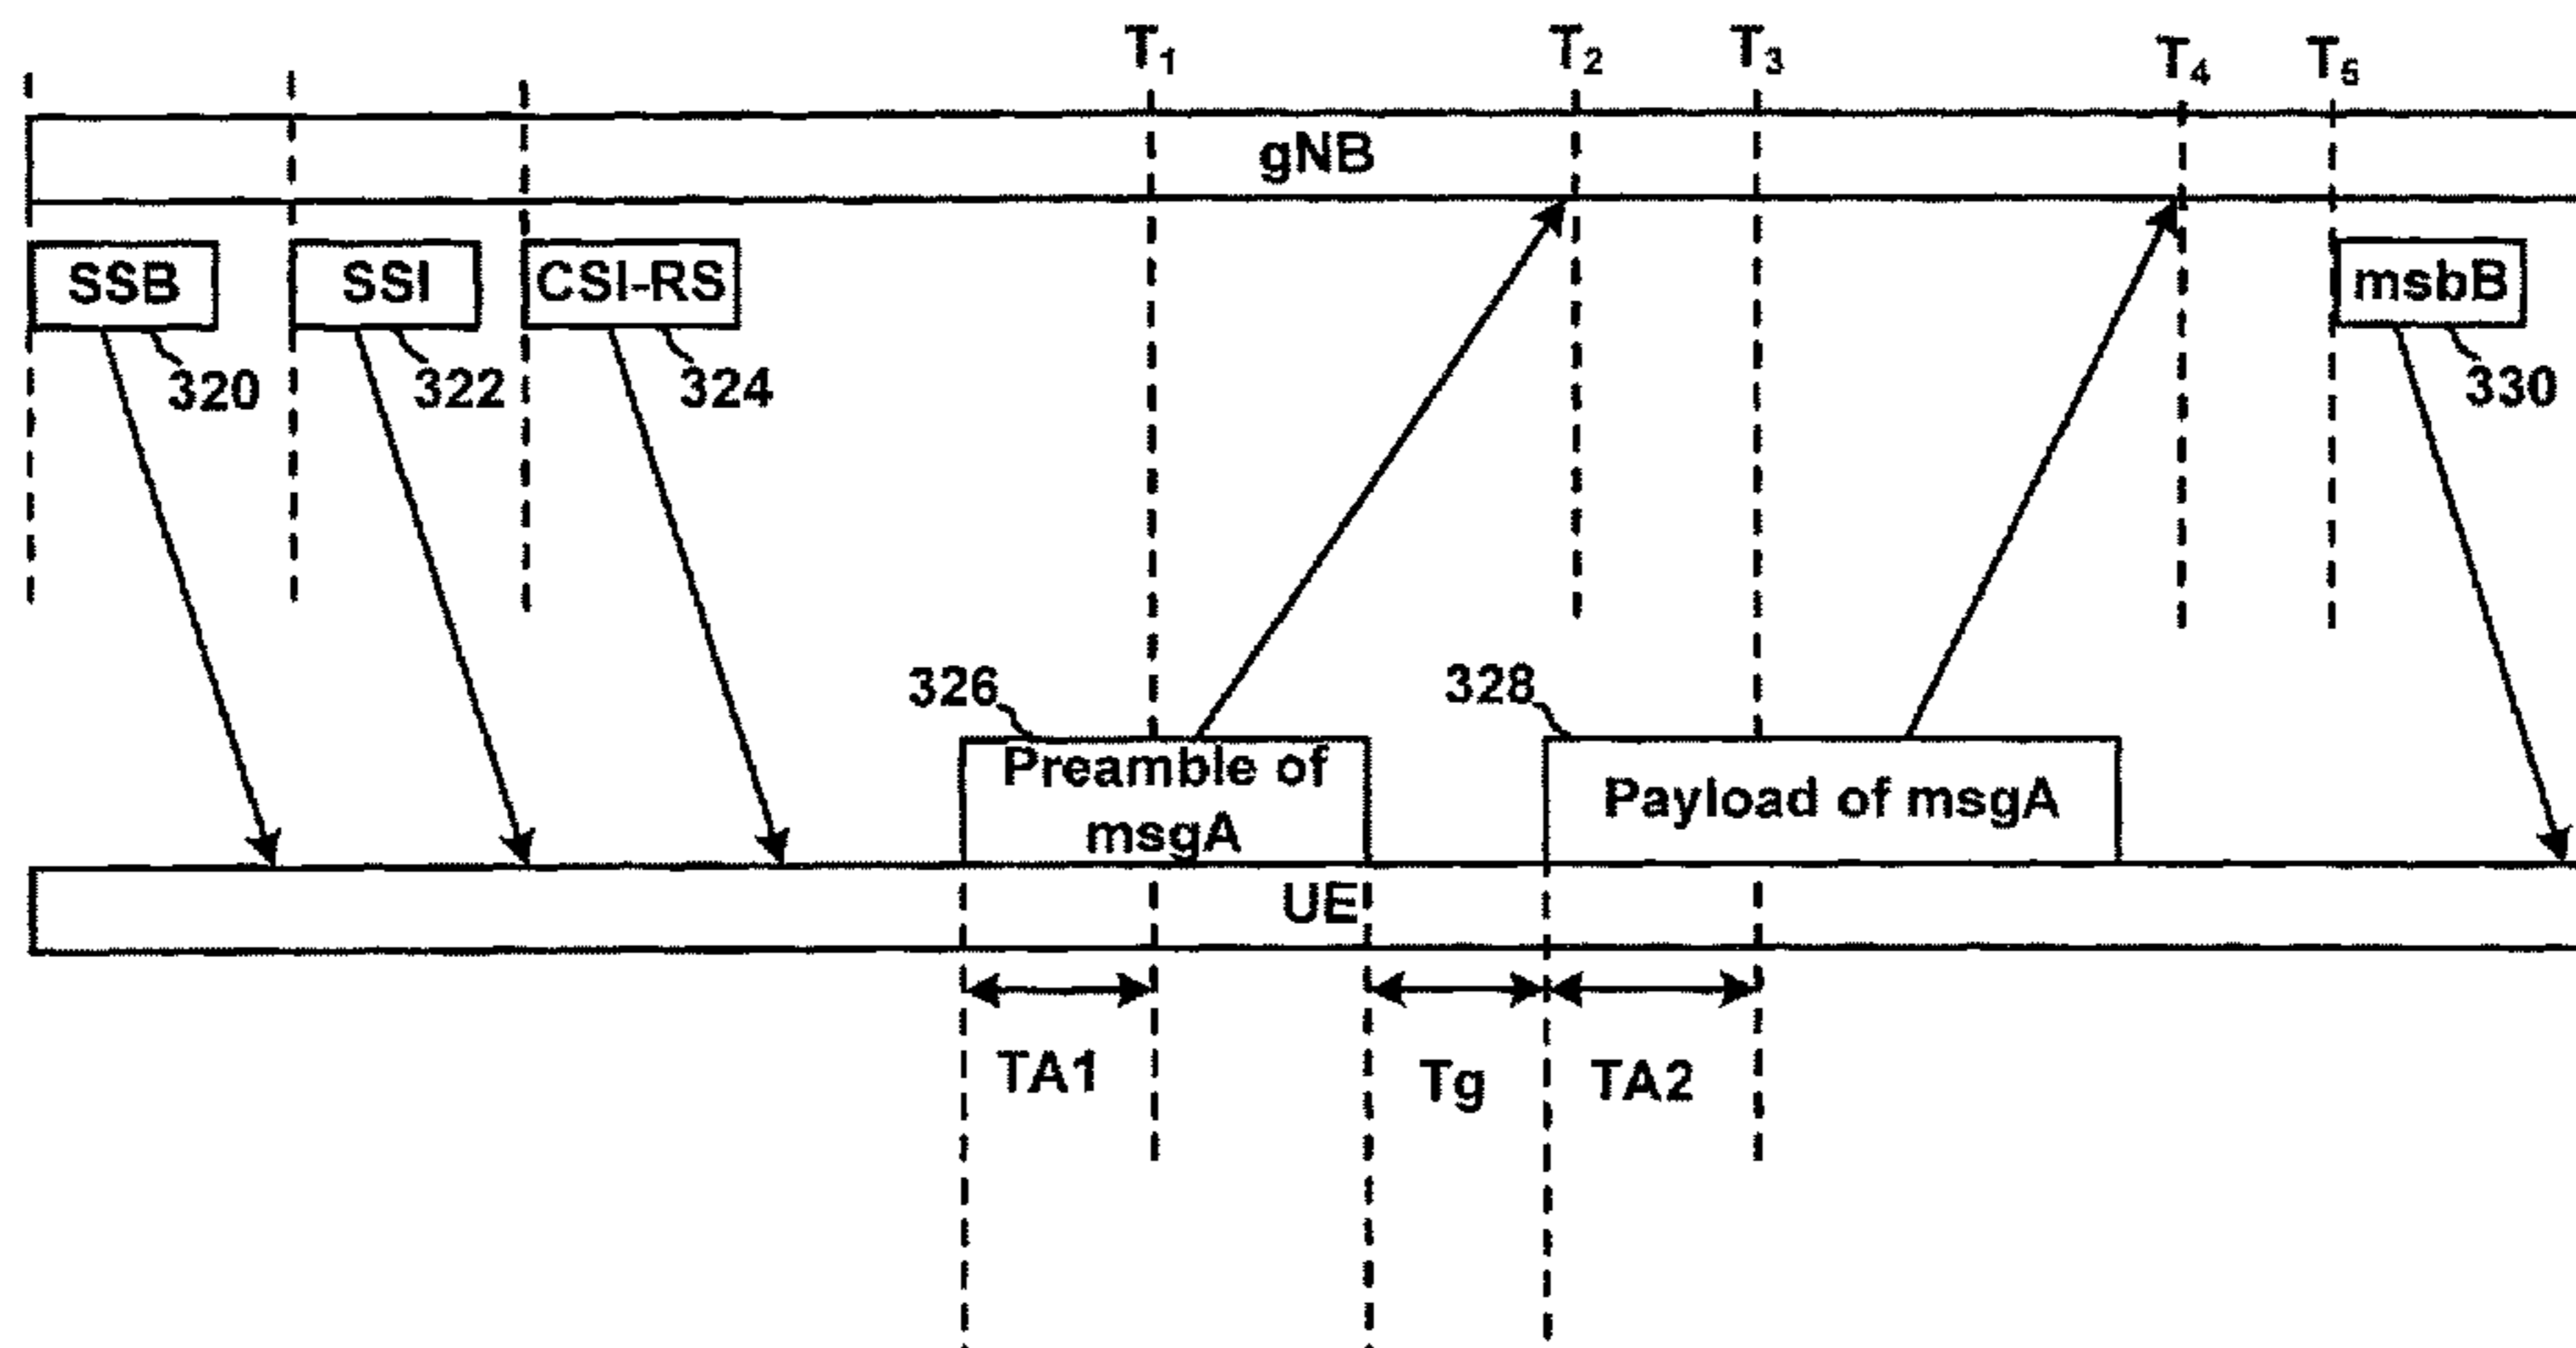 T1 T2 T3 T4 T5
gNB
SSB SSI CSI-RS msbB
320 322 324 330
326 328
Preamble of
msgA
Payload of msgA
UE
TA1 Tg TA2